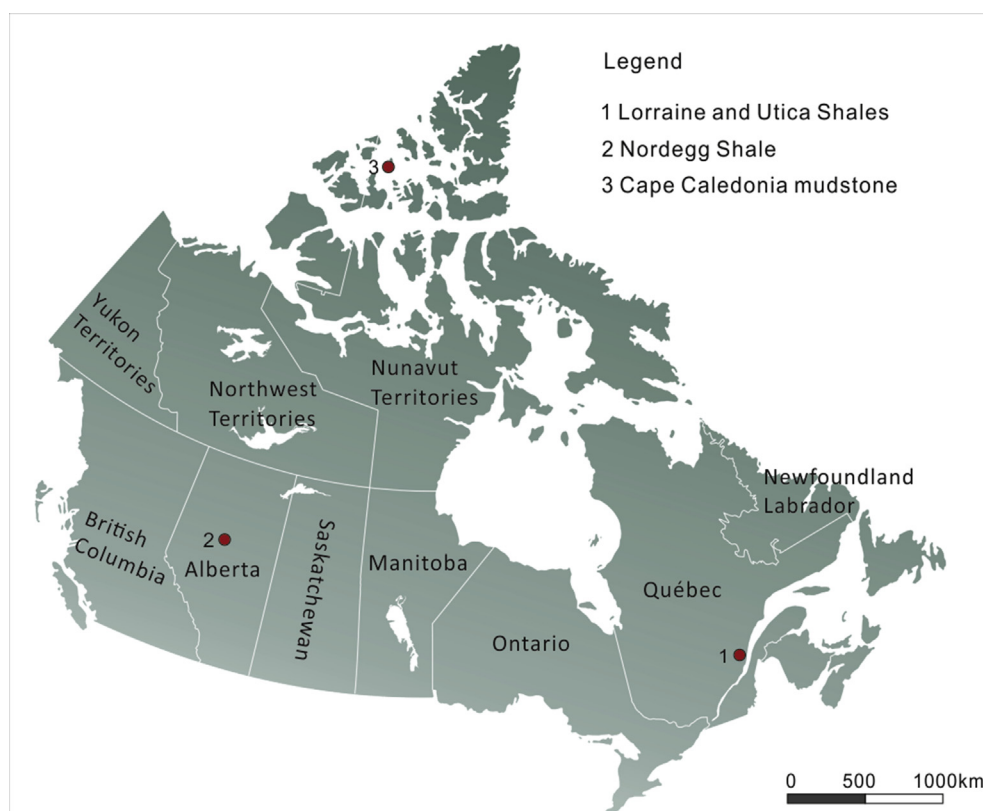 Legend
1 Lorraine and Utica Shales
2 Nordegg Shale
3 Cape Caledonia mudstone
3
Yukon
Territories
Northwest
Territories
Nunavut
Territories
Newfoundland
Labrador
British
Columbia
2
Alberta
Saskatchewan
Manitoba
Ontario
Québec
1
0 500 1000km